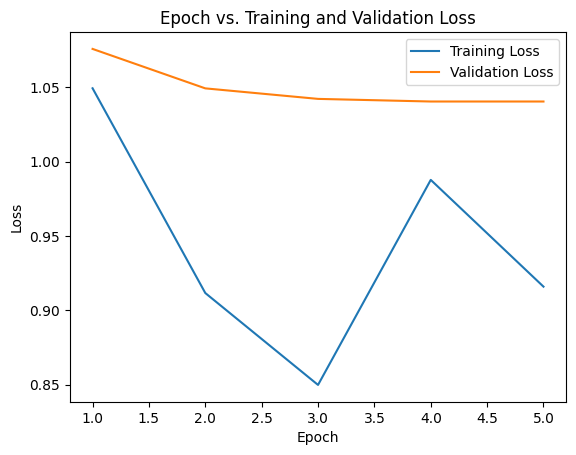 Epoch vs. Training and Validation Loss
Training Loss
Validation Loss
1.05
1.00
0.95
0.90
0.85
Loss
1.0 1.5 2.0 2.5 3.0 3.5 4.0 4.5 5.0
Epoch